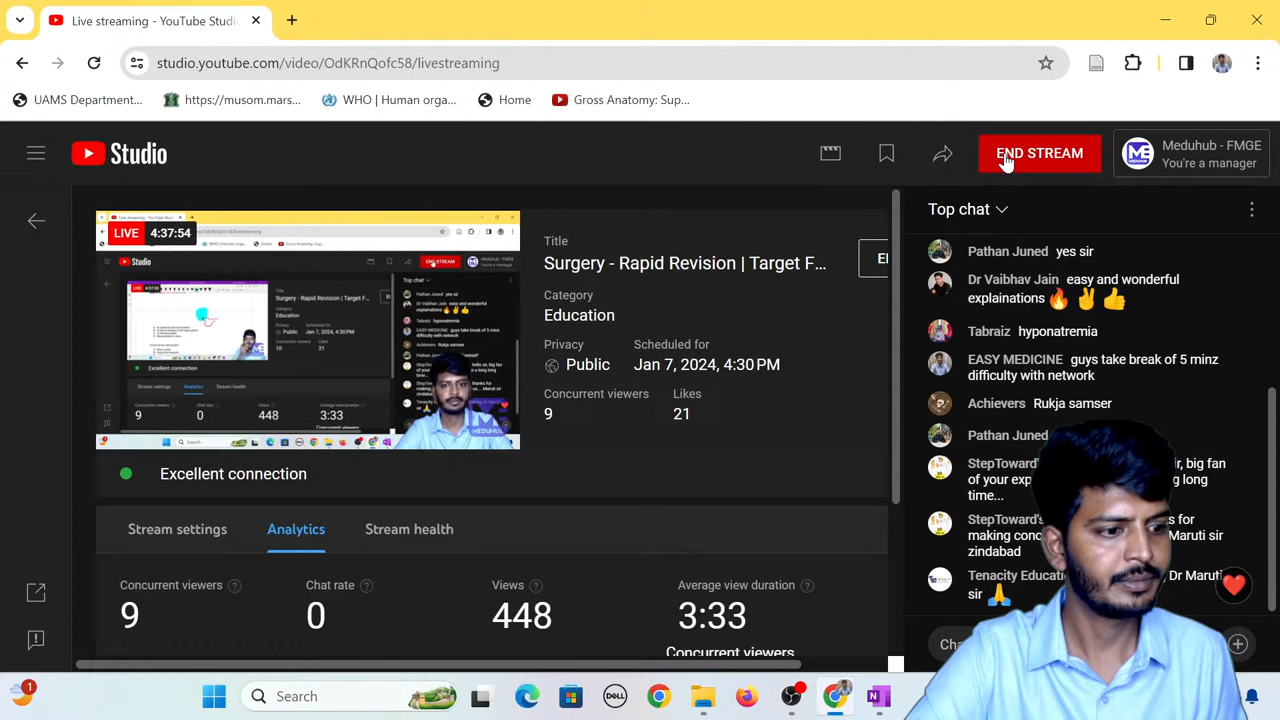 Live streaming - YouTube Studi
studio.youtube.com/video/OdKRnQofc58/livestreaming
UAMS Department...
https://musom.mars...
WHO | Human orga...
Home
Gross Anatomy: Sup...
Studio
END STREAM
Meduhub - FMGE
You're a manager
LIVE 4:37:54
Title
Surgery - Rapid Revision | Target F...
Category
Education
Privacy
Public
Scheduled for
Jan 7, 2024, 4:30 PM
Concurrent viewers
9
Likes
21
Excellent connection
Stream settings
Analytics
Stream health
Concurrent viewers
9
Chat rate
0
Views
448
Average view duration
3:33
Concurrent viewers
Top chat
Pathan Juned yes sir
Dr Vaibhav Jain easy and wonderful
explainations
Tabraiz hyponatremia
EASY MEDICINE guys take break of 5 minz
difficulty with network
Achievers Rukja samser
Pathan Juned
StepToward's
sir, big fan
of your exp
long
time...
StepToward's
s for
making conc
Maruti sir
zindabad
Tenacity Educat
Dr Maruti
sir
Search
DELL
1